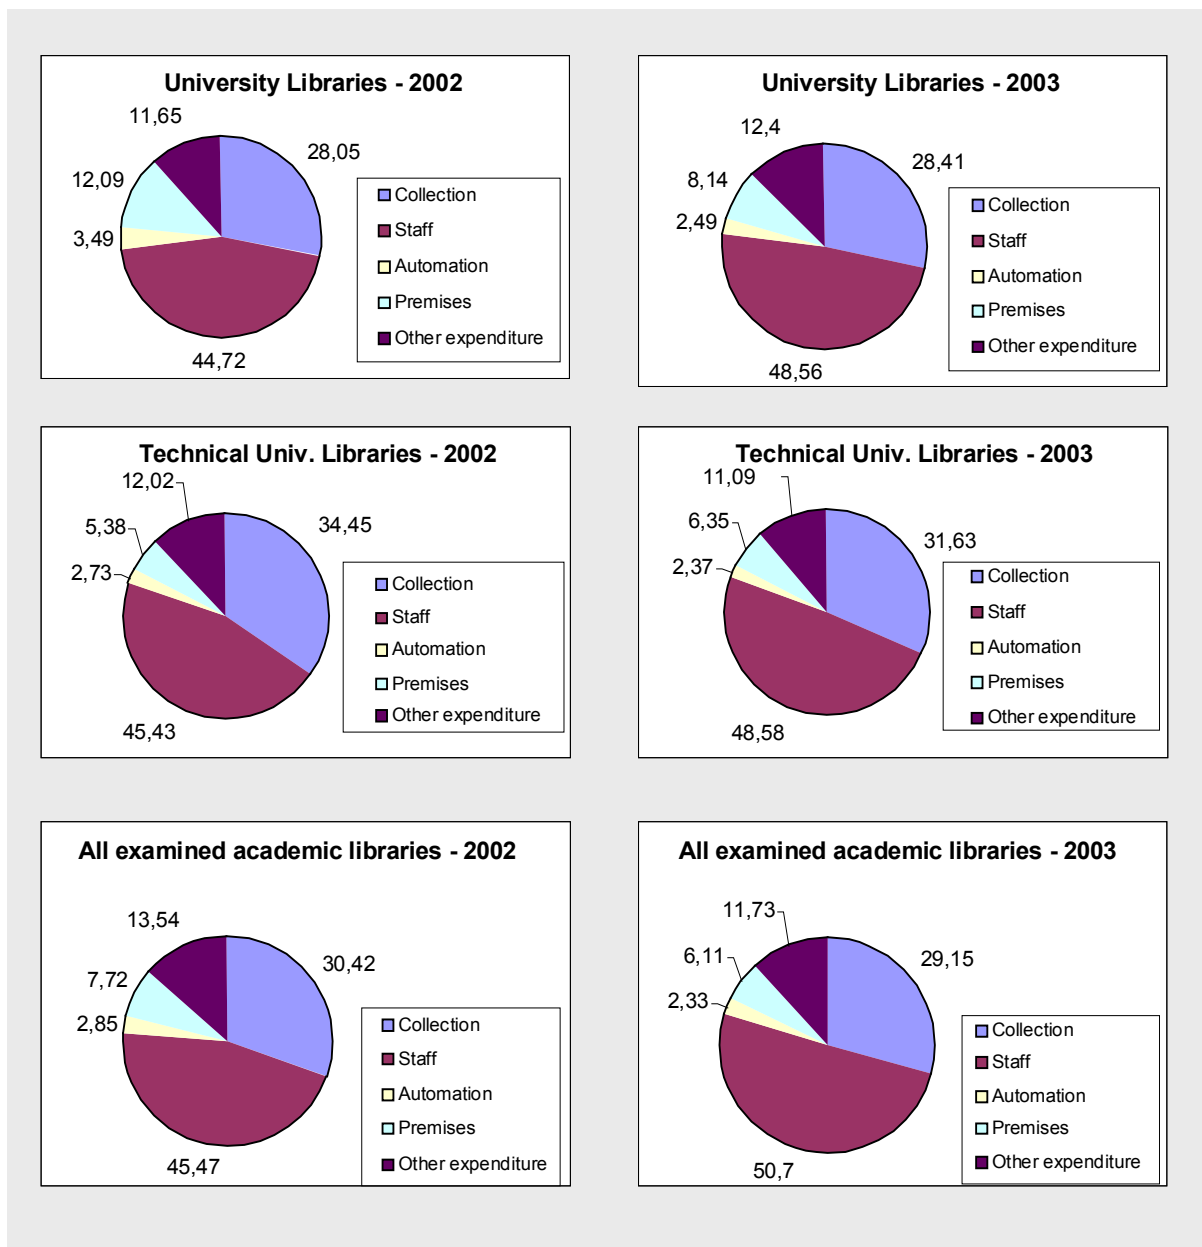 University Libraries - 2002
11,65
28,05
12,09
3,49
44,72
Collection
Staff
Automation
Premises
Other expenditure
University Libraries - 2003
12,4
28,41
8,14
2,49
48,56
Collection
Staff
Automation
Premises
Other expenditure
Technical Univ. Libraries - 2002
12,02
34,45
5,38
2,73
45,43
Collection
Staff
Automation
Premises
Other expenditure
Technical Univ. Libraries - 2003
11,09
6,35
31,63
2,37
48,58
Collection
Staff
Automation
Premises
Other expenditure
All examined academic libraries - 2002
13,54
30,42
7,72
2,85
45,47
Collection
Staff
Automation
Premises
Other expenditure
All examined academic libraries - 2003
11,73
6,11
29,15
2,33
50,7
Collection
Staff
Automation
Premises
Other expenditure